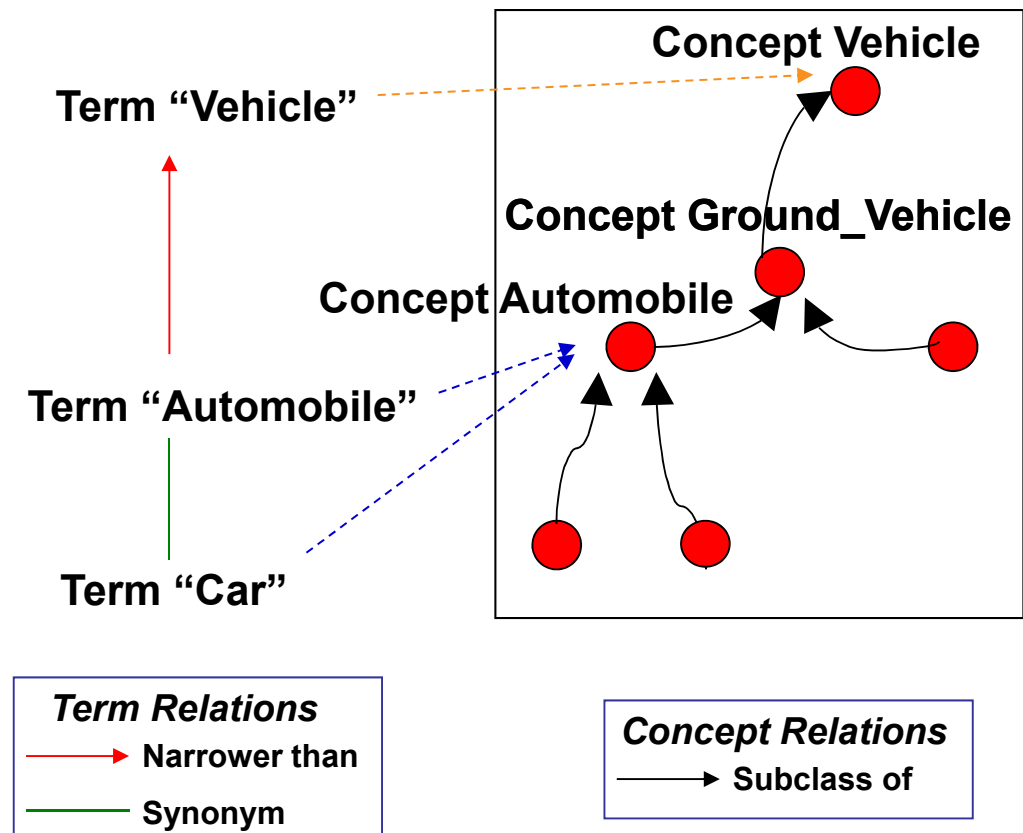 Concept Vehicle
Term “Vehicle”
Concept Ground_Vehicle
Concept Automobile
Term “Automobile”
Term “Car”
Term Relations
Narrower than
Synonym
Concept Relations
Subclass of